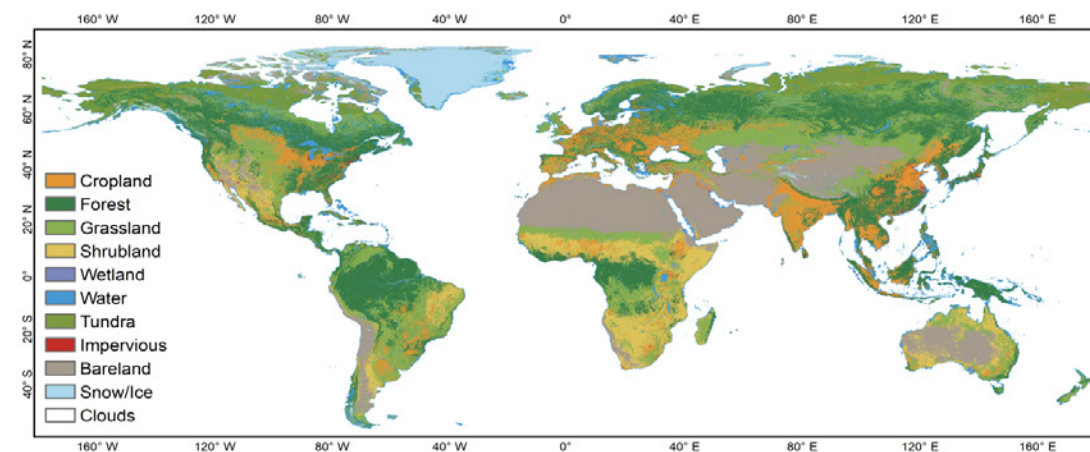 160° W 120° W 80° W 40° W 0° 40° E 80° E 120° E 160° E
80° N
60° N
40° N
20° N
0°
20° S
40° S
Cropland
Forest
Grassland
Shrubland
Wetland
Water
Tundra
Impervious
Bareland
Snow/Ice
Clouds
160° W 120° W 80° W 40° W 0° 40° E 80° E 120° E 160° E